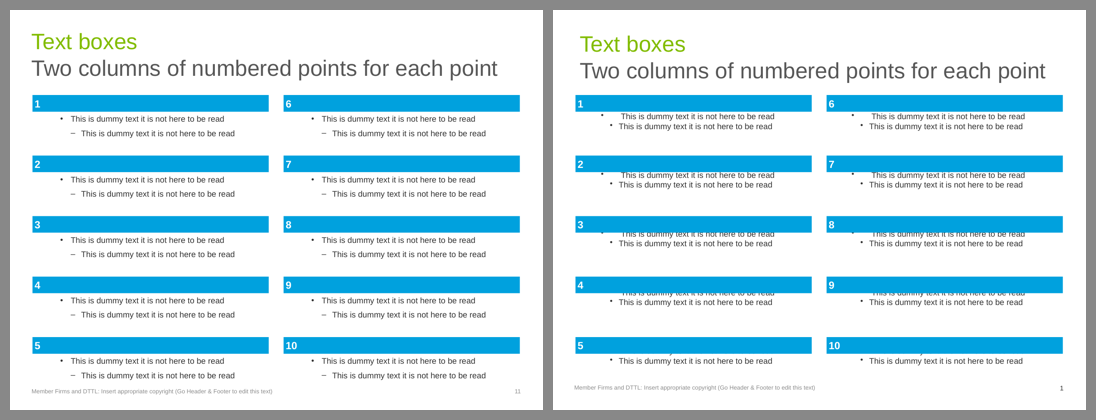 Text boxes
Two columns of numbered points for each point
1
• This is dummy text it is not here to be read
– This is dummy text it is not here to be read
2
• This is dummy text it is not here to be read
– This is dummy text it is not here to be read
3
• This is dummy text it is not here to be read
– This is dummy text it is not here to be read
4
• This is dummy text it is not here to be read
– This is dummy text it is not here to be read
5
• This is dummy text it is not here to be read
– This is dummy text it is not here to be read
6
• This is dummy text it is not here to be read
– This is dummy text it is not here to be read
7
• This is dummy text it is not here to be read
– This is dummy text it is not here to be read
8
• This is dummy text it is not here to be read
– This is dummy text it is not here to be read
9
• This is dummy text it is not here to be read
– This is dummy text it is not here to be read
10
• This is dummy text it is not here to be read
– This is dummy text it is not here to be read
Member Firms and DTTL: Insert appropriate copyright (Go Header & Footer to edit this text)
11
Text boxes
Two columns of numbered points for each point
1
• This is dummy text it is not here to be read
• This is dummy text it is not here to be read
2
• This is dummy text it is not here to be read
• This is dummy text it is not here to be read
3
• This is dummy text it is not here to be read
• This is dummy text it is not here to be read
4
• This is dummy text it is not here to be read
5
• This is dummy text it is not here to be read
6
• This is dummy text it is not here to be read
• This is dummy text it is not here to be read
7
• This is dummy text it is not here to be read
• This is dummy text it is not here to be read
8
• This is dummy text it is not here to be read
• This is dummy text it is not here to be read
9
• This is dummy text it is not here to be read
10
• This is dummy text it is not here to be read
Member Firms and DTTL: Insert appropriate copyright (Go Header & Footer to edit this text)
1